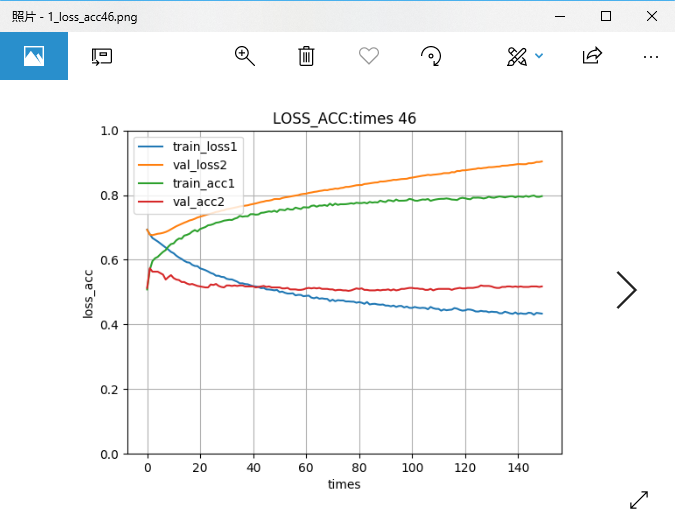 照片 - 1_loss_acc46.png
LOSS_ACC:times 46
train_loss1
val_loss2
train_acc1
val_acc2
1.0
0.8
0.6
0.4
0.2
0.0
loss_acc
0 20 40 60 80 100 120 140
times